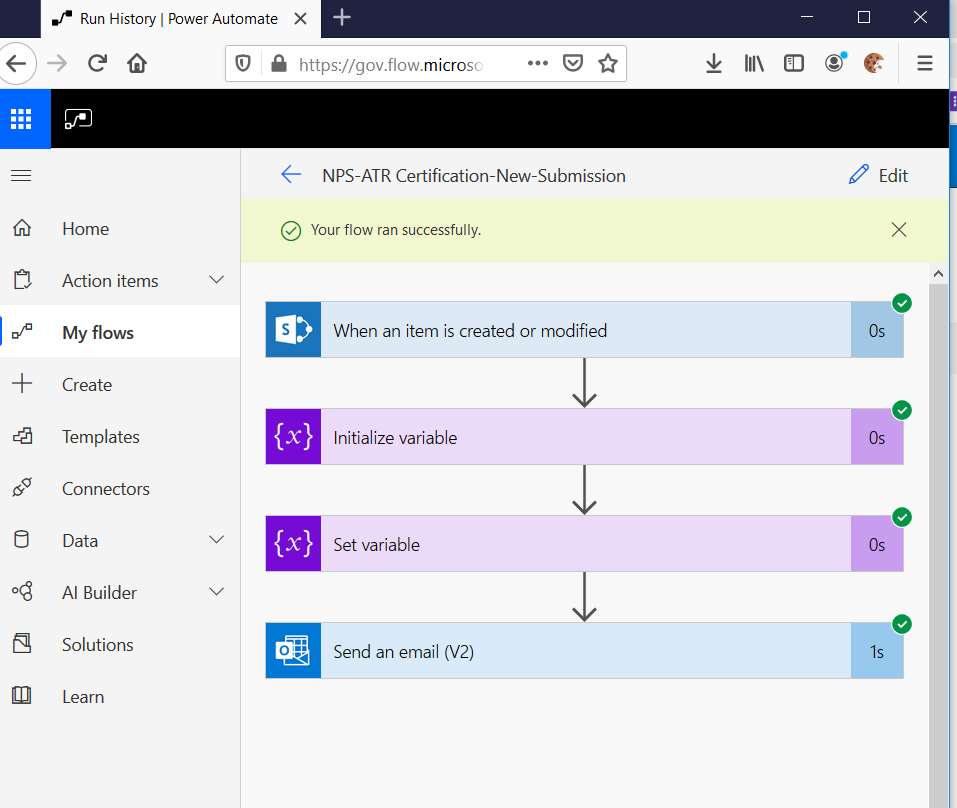 Run History | Power Automate
https://gov.flow.microso
NPS-ATR Certification-New-Submission
Edit
Your flow ran successfully.
Home
Action items
My flows
Create
Templates
Connectors
Data
AI Builder
Solutions
Learn
S
When an item is created or modified
0s
{x}
Initialize variable
0s
{x}
Set variable
0s
O
Send an email (V2)
1s